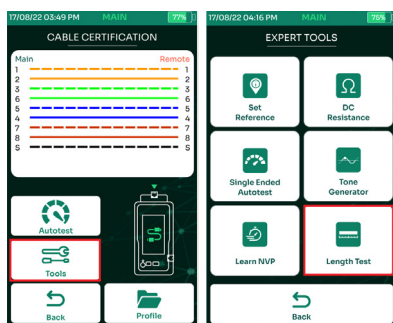 17/08/22 03:49 PM MAIN 77%
CABLE CERTIFICATION
Main Remote
1 1
2 2
3 3
6 6
5 5
4 4
7 7
8 8
S S
Autotest
Tools
Back
Profile
17/08/22 04:16 PM MAIN 75%
EXPERT TOOLS
Set
Reference
DC
Resistance
Single Ended
Autotest
Tone
Generator
Learn NVP
Length Test
Back